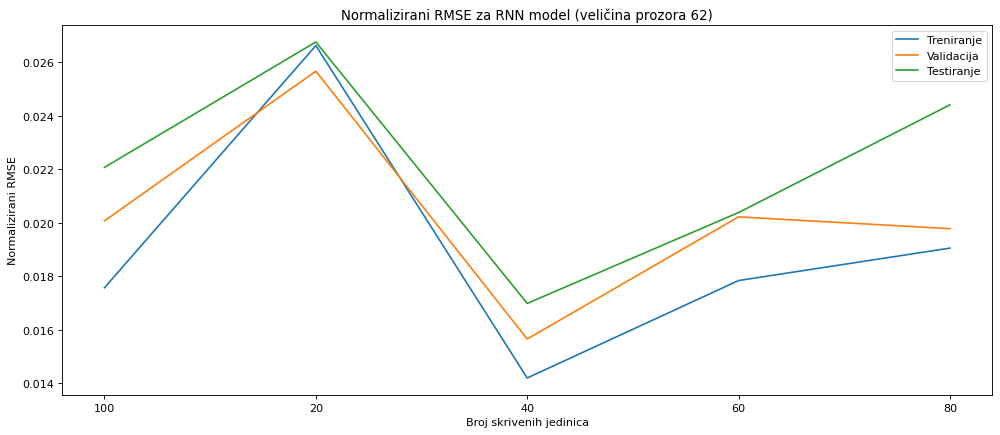 Normalizirani RMSE za RNN model (veličina prozora 62)
Treniranje
Validacija
Testiranje
Normalizirani RMSE
0.026
0.024
0.022
0.020
0.018
0.016
0.014
100 20 40 60 80
Broj skrivenih jedinica